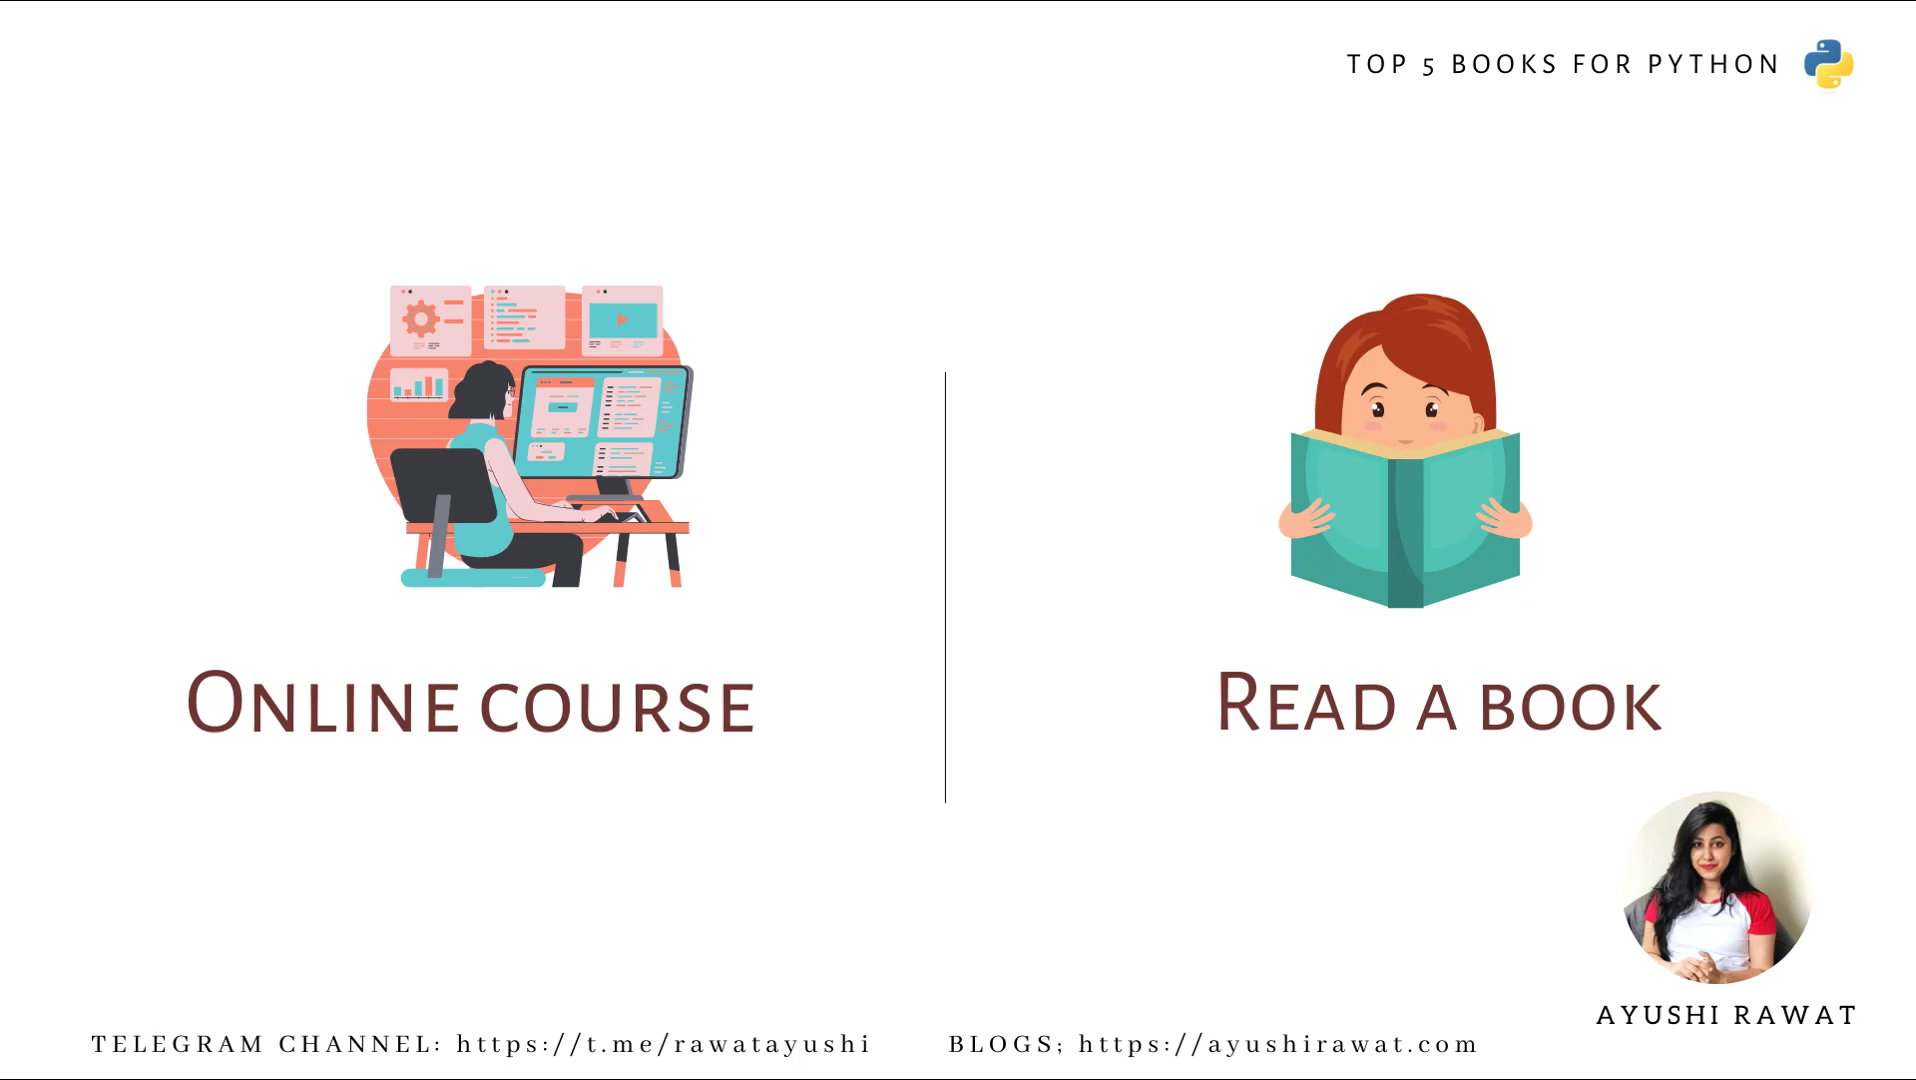 TOP 5 BOOKS FOR PYTHON
ONLINE COURSE
READ A BOOK
AYUSHI RAWAT
TELEGRAM CHANNEL: https://t.me/rawatayushi
BLOGS; https://ayushirawat.com